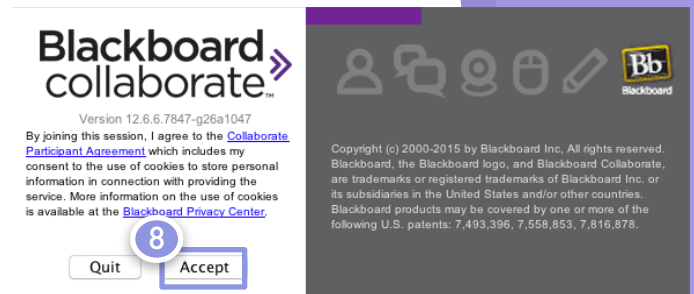 Blackboard
collaborate™
Version 12.6.6.7847-g26a1047
By joining this session, I agree to the Collaborate
Participant Agreement which includes my
consent to the use of cookies to store personal
information in connection with providing the
service. More information on the use of cookies
is available at the Blackboard Privacy Center.
8
Quit
Accept
Bb
Blackboard
Copyright (c) 2000-2015 by Blackboard Inc, All rights reserved.
Blackboard, the Blackboard logo, and Blackboard Collaborate,
are trademarks or registered trademarks of Blackboard Inc. or
its subsidiaries in the United States and/or other countries.
Blackboard products may be covered by one or more of the
following U.S. patents: 7,493,396, 7,558,853, 7,816,878.